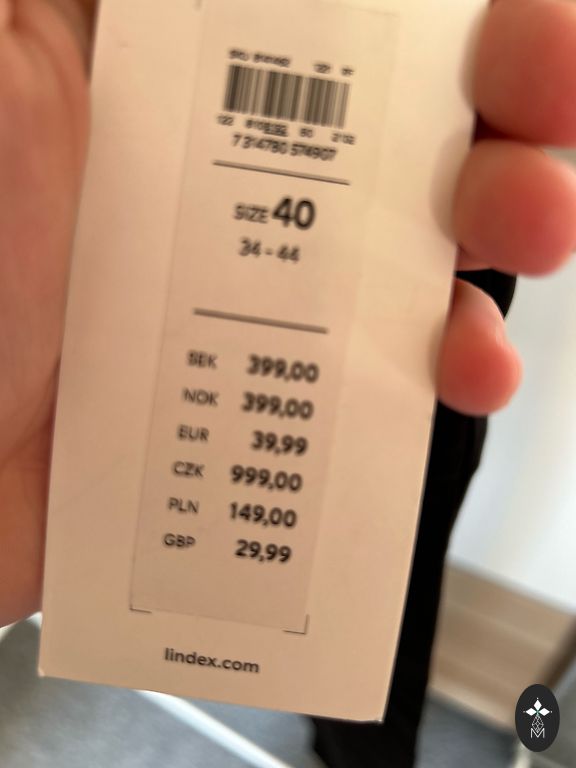 7 314780 574907
SIZE 40
34 - 44
SEK 399,00
NOK 399,00
EUR 39,99
CZK 999,00
PLN 149,00
GBP 29,99
lindex.com
M